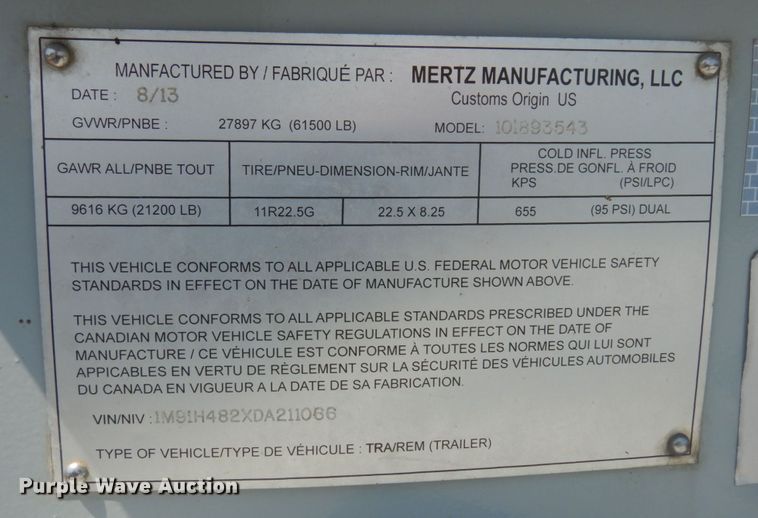 MANFACTURED BY / FABRIQUÉ PAR : MERTZ MANUFACTURING, LLC
DATE : 8/13 Customs Origin US
GVWR/PNBE : 27897 KG (61500 LB) MODEL: 101893543
GAWR ALL/PNBE TOUT TIRE/PNEU-DIMENSION-RIM/JANTE COLD INFL. PRESS
PRESS.DE GONFL. À FROID
KPS (PSI/LPC)
9616 KG (21200 LB) 11R22.5G 22.5 X 8.25 655 (95 PSI) DUAL
THIS VEHICLE CONFORMS TO ALL APPLICABLE U.S. FEDERAL MOTOR VEHICLE SAFETY
STANDARDS IN EFFECT ON THE DATE OF MANUFACTURE SHOWN ABOVE.
THIS VEHICLE CONFORMS TO ALL APPLICABLE STANDARDS PRESCRIBED UNDER THE
CANADIAN MOTOR VEHICLE SAFETY REGULATIONS IN EFFECT ON THE DATE OF
MANUFACTURE / CE VÉHICULE EST CONFORME À TOUTES LES NORMES QUI LUI SONT
APPLICABLES EN VERTU DE RÈGLEMENT SUR LA SÉCURITÉ DES VÉHICULES AUTOMOBILES
DU CANADA EN VIGUEUR A LA DATE DE SA FABRICATION.
VIN/NIV : 1M91H482XDA211066
TYPE OF VEHICLE/TYPE DE VÉHICULE : TRA/REM (TRAILER)
Purple Wave Auction